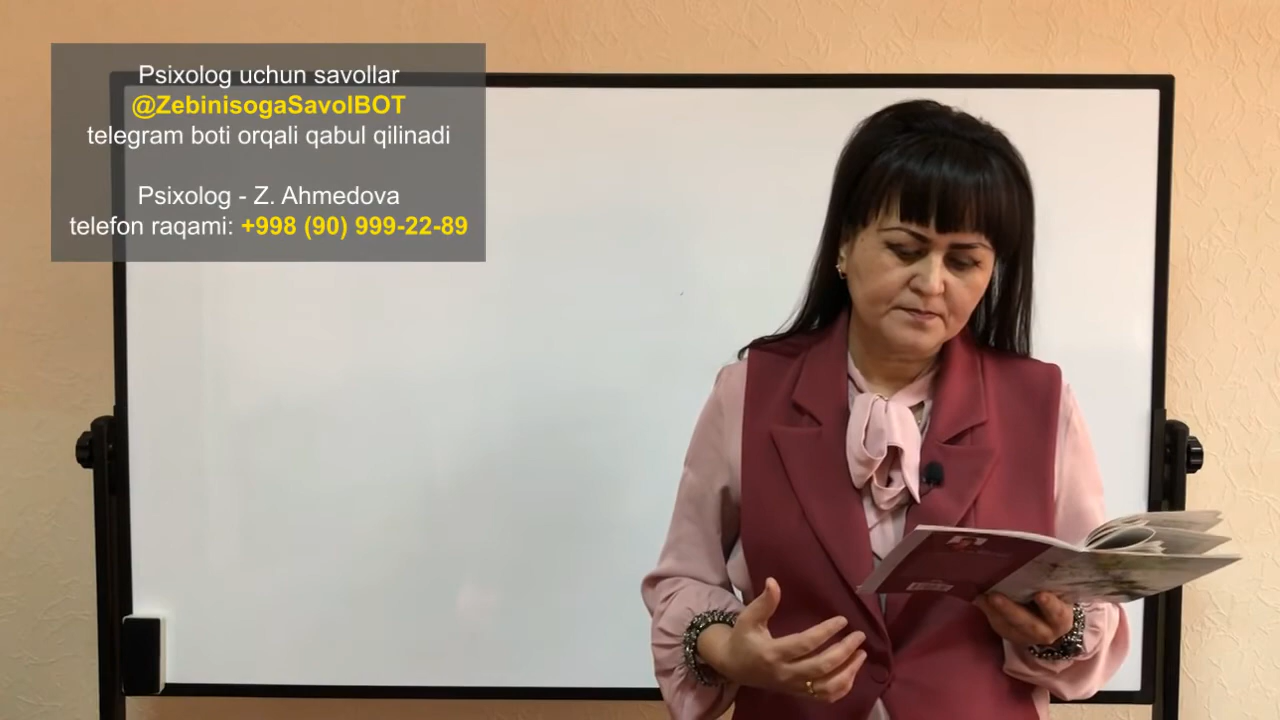 Psixolog uchun savollar
@ZebinisogaSavolBOT
telegram boti orqali qabul qilinadi
Psixolog - Z. Ahmedova
telefon raqami: +998 (90) 999-22-89